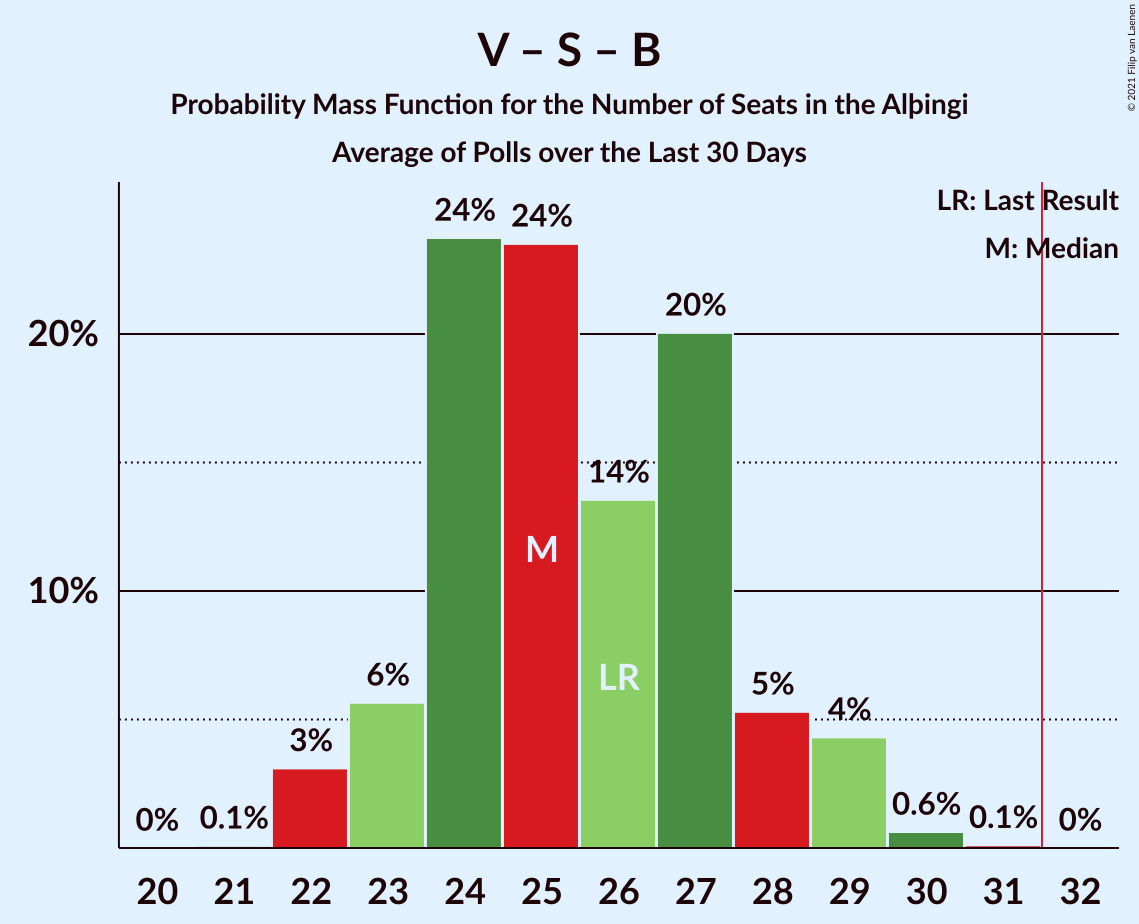 V – S – B
Probability Mass Function for the Number of Seats in the Alþingi
Average of Polls over the Last 30 Days
© 2021 Filip van Laenen
LR: Last Result
M: Median
24% 24%
20%
20%
14%
M
10%
LR
6%
5%
4%
3%
0% 0.1% 0.6% 0.1% 0%
20 21 22 23 24 25 26 27 28 29 30 31 32